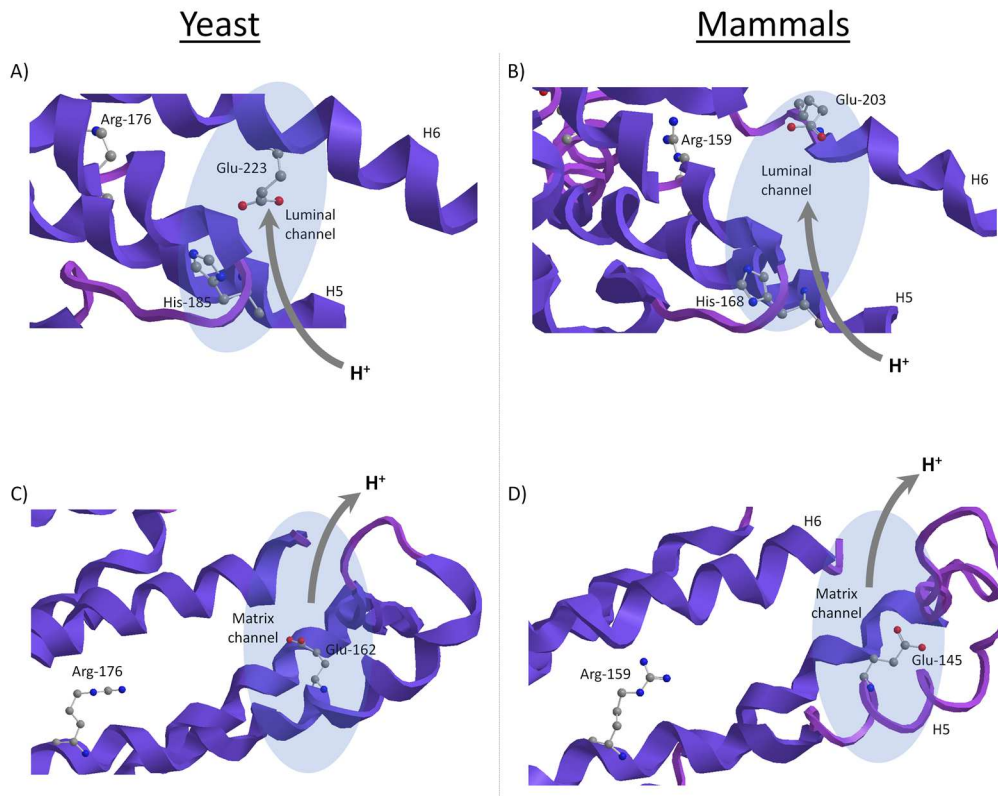 Yeast
Mammals
A)
Arg-176
Glu-223
H6
Luminal
channel
His-185
H5
H⁺
B)
Glu-203
Arg-159
Luminal
channel
H6
His-168
H5
H⁺
C)
H⁺
Matrix
channel
Glu-162
Arg-176
D)
H⁺
H6
Matrix
channel
Glu-145
Arg-159
H5